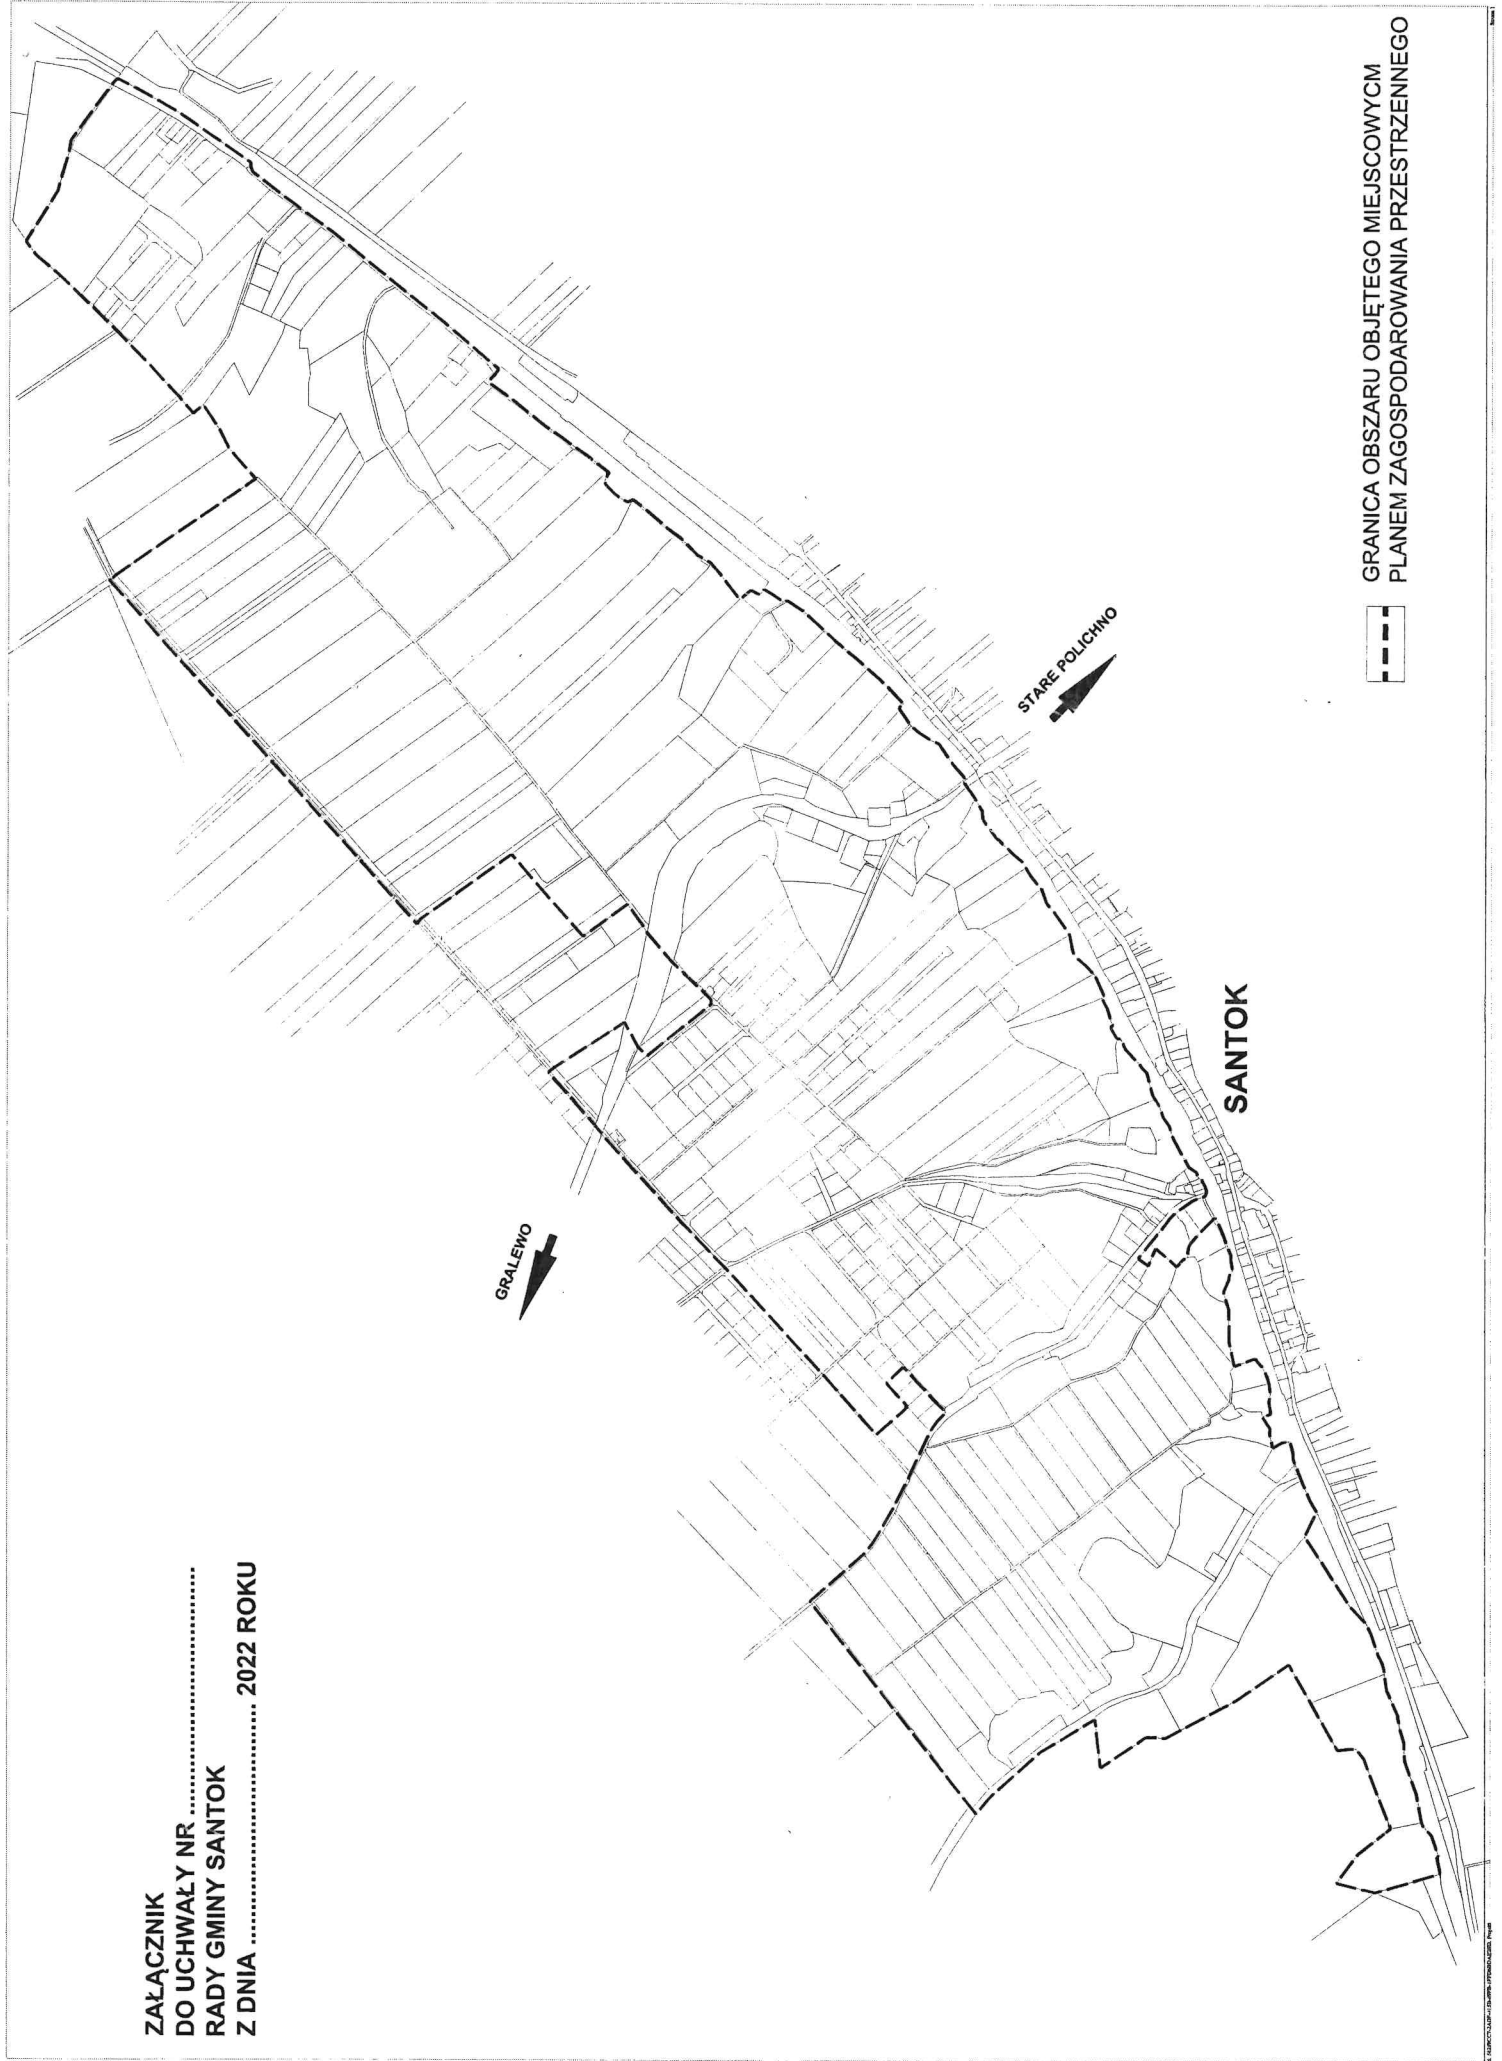 ZAŁĄCZNIK
DO UCHWAŁY NR ........................................
RADY GMINY SANTOK
Z DNIA ................................... 2022 ROKU
GRALEWO
STARE POLICHNO
SANTOK
GRANICA OBSZARU OBJĘTEGO MIEJSCOWYCM
PLANEM ZAGOSPODAROWANIA PRZESTRZENNEGO